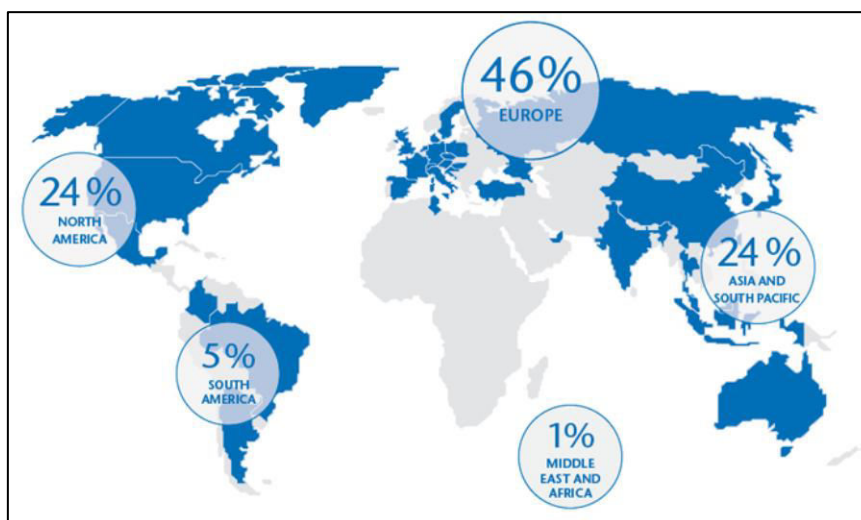 46%
EUROPE
24%
NORTH
AMERICA
24%
ASIA AND
SOUTH PACIFIC
5%
SOUTH
AMERICA
1%
MIDDLE
EAST AND
AFRICA